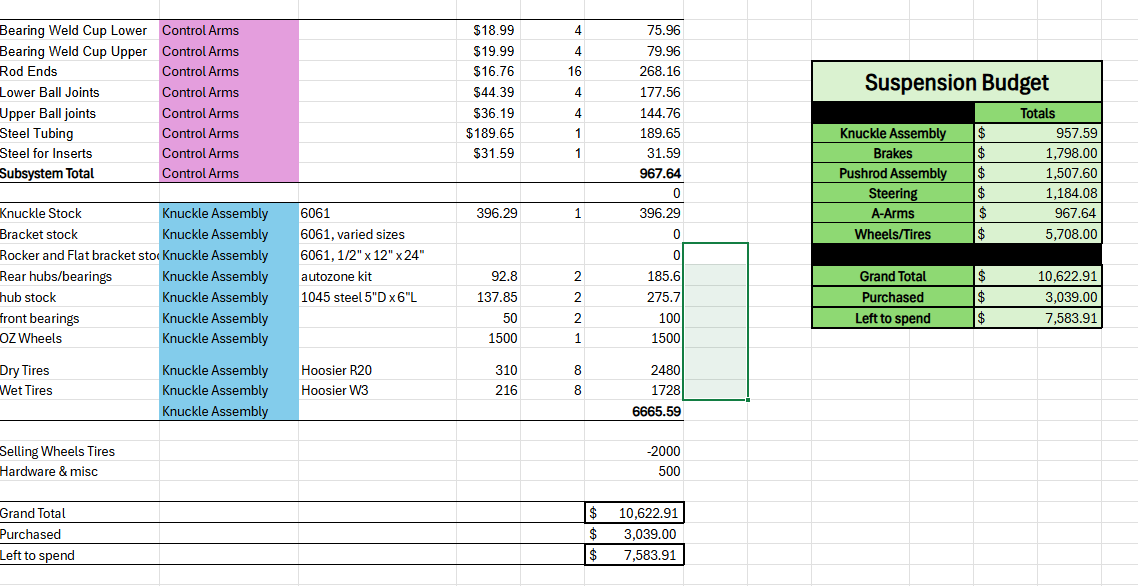 Bearing Weld Cup Lower Control Arms $18.99 4 75.96
Bearing Weld Cup Upper Control Arms $19.99 4 79.96
Rod Ends Control Arms $16.76 16 268.16
Lower Ball Joints Control Arms $44.39 4 177.56
Upper Ball joints Control Arms $36.19 4 144.76
Steel Tubing Control Arms $189.65 1 189.65
Steel for Inserts Control Arms $31.59 1 31.59
Subsystem Total Control Arms 967.64
0
Knuckle Stock Knuckle Assembly 6061 396.29 1 396.29
Bracket stock Knuckle Assembly 6061, varied sizes 0
Rocker and Flat bracket sto Knuckle Assembly 6061, 1/2" x 12" x 24" 0
Rear hubs/bearings Knuckle Assembly autozone kit 92.8 2 185.6
hub stock Knuckle Assembly 1045 steel 5"D x 6"L 137.85 2 275.7
front bearings Knuckle Assembly 50 2 100
OZ Wheels Knuckle Assembly 1500 1 1500
Dry Tires Knuckle Assembly Hoosier R20 310 8 2480
Wet Tires Knuckle Assembly Hoosier W3 216 8 1728
Knuckle Assembly 6665.59
Selling Wheels Tires -2000
Hardware & misc 500
Grand Total $ 10,622.91
Purchased $ 3,039.00
Left to spend $ 7,583.91
Suspension Budget
Totals
Knuckle Assembly $ 957.59
Brakes $ 1,798.00
Pushrod Assembly $ 1,507.60
Steering $ 1,184.08
A-Arms $ 967.64
Wheels/Tires $ 5,708.00
Grand Total $ 10,622.91
Purchased $ 3,039.00
Left to spend $ 7,583.91